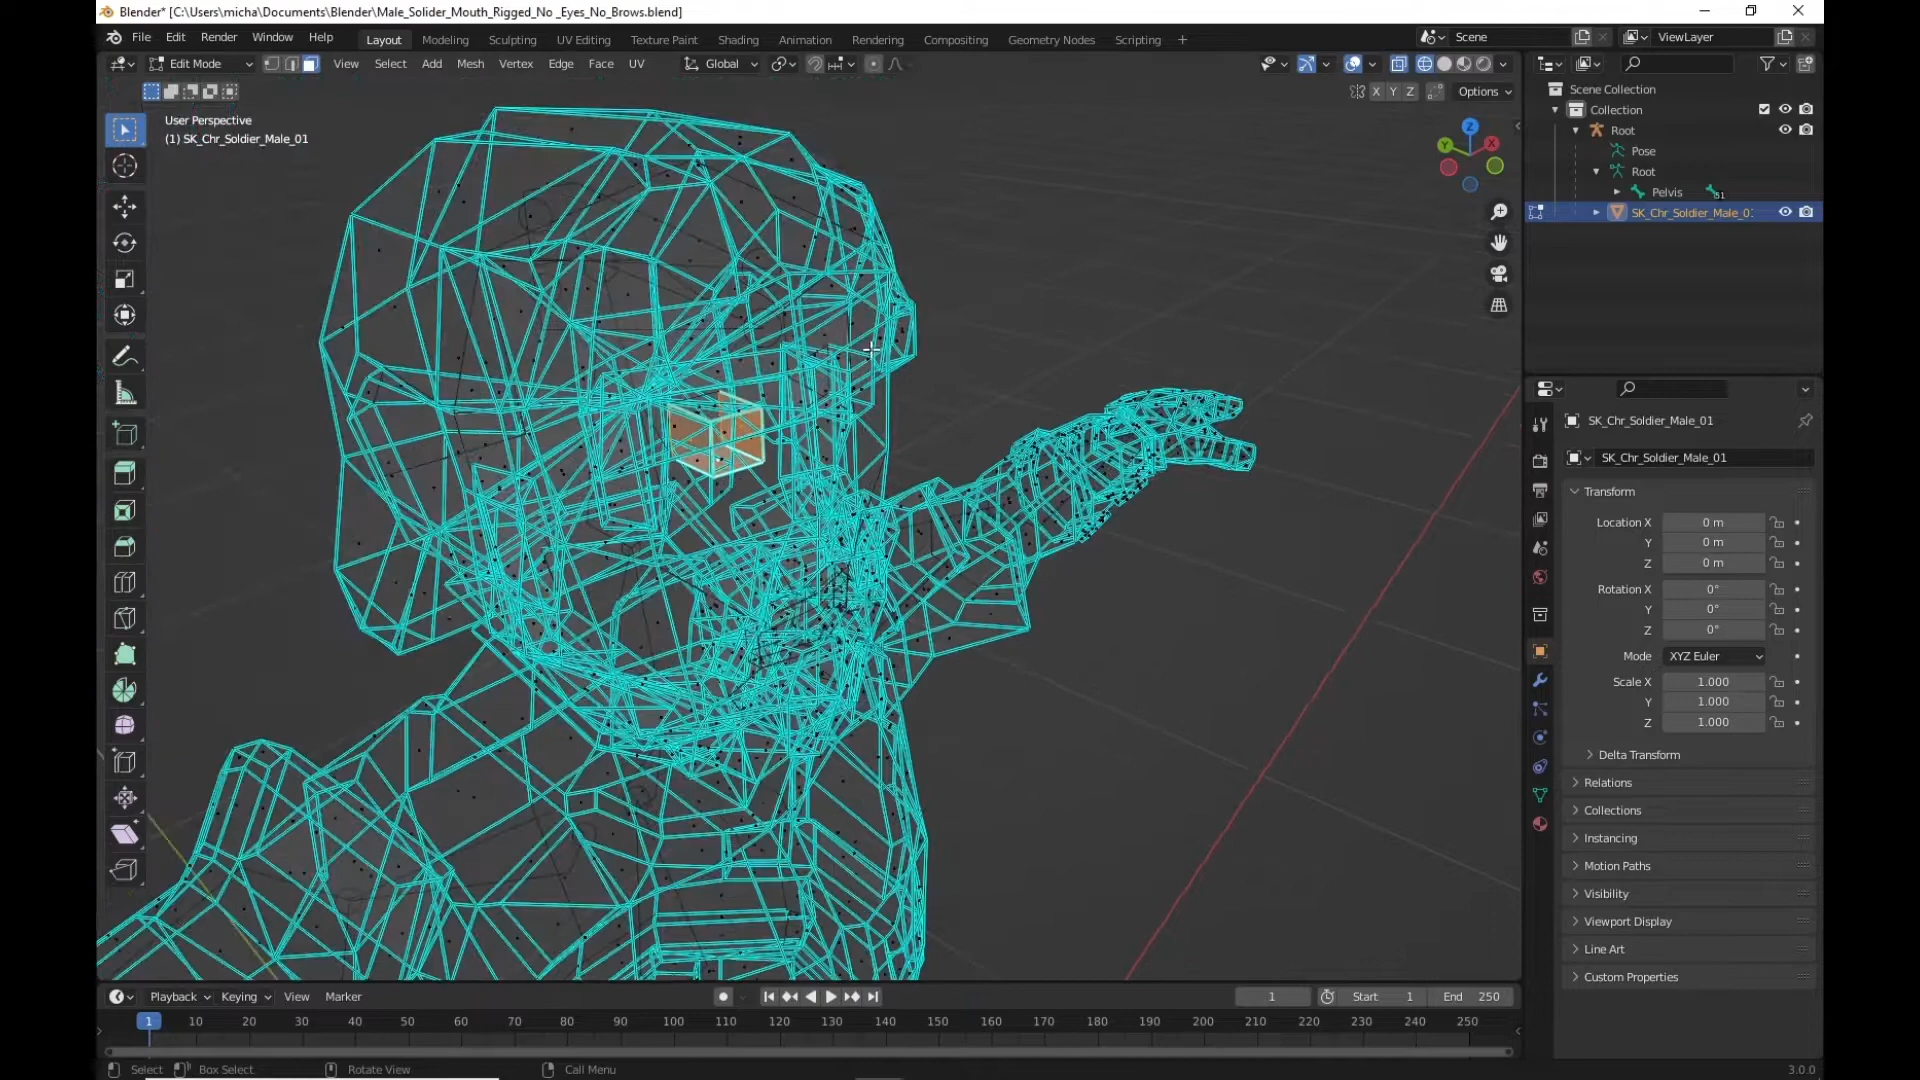 Blender* [C:\Users\micha\Documents\Blender\Male_Solider_Mouth_Rigged_No _Eyes_No_Brows.blend]
File Edit Render Window Help Layout Modeling Sculpting UV Editing Texture Paint Shading Animation Rendering Compositing Geometry Nodes Scripting + Scene ViewLayer
Edit Mode View Select Add Mesh Vertex Edge Face UV Global
X Y Z Options
User Perspective
(1) SK_Chr_Soldier_Male_01
Z
Y
X
Scene Collection
Collection
Root
Pose
Root
Pelvis 51
SK_Chr_Soldier_Male_0
SK_Chr_Soldier_Male_01
SK_Chr_Soldier_Male_01
Transform
Location X 0 m
Y 0 m
Z 0 m
Rotation X 0°
Y 0°
Z 0°
Mode XYZ Euler
Scale X 1.000
Y 1.000
Z 1.000
Delta Transform
Relations
Collections
Instancing
Motion Paths
Visibility
Viewport Display
Line Art
Custom Properties
Playback Keying View Marker 1 Start 1 End 250
1 10 20 30 40 50 60 70 80 90 100 110 120 130 140 150 160 170 180 190 200 210 220 230 240 250
Select Box Select Rotate View Call Menu 3.0.0